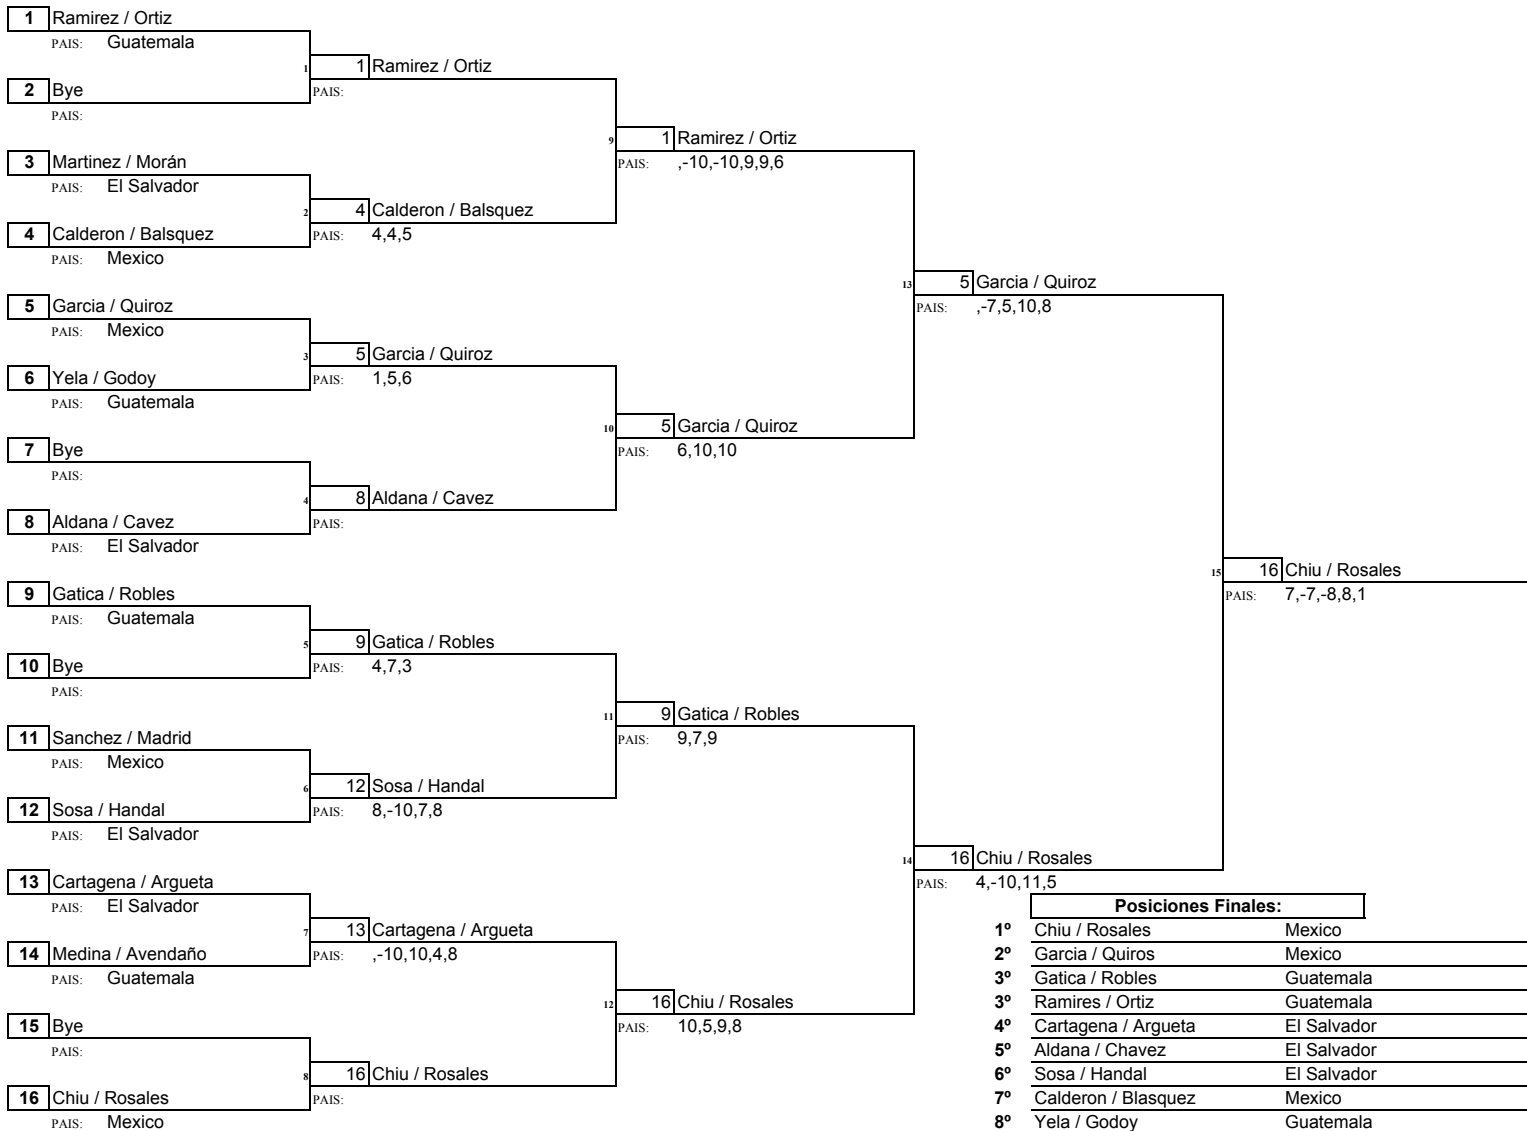 1 Ramirez / Ortiz
PAIS: Guatemala
1 1 Ramirez / Ortiz
2 Bye PAIS:
PAIS:
9 1 Ramirez / Ortiz
3 Martinez / Morán PAIS: ,-10,-10,9,9,6
PAIS: El Salvador
2 4 Calderon / Balsquez
4 Calderon / Balsquez PAIS: 4,4,5
PAIS: Mexico
13 5 Garcia / Quiroz
5 Garcia / Quiroz PAIS: ,-7,5,10,8
PAIS: Mexico
3 5 Garcia / Quiroz
6 Yela / Godoy PAIS: 1,5,6
PAIS: Guatemala
10 5 Garcia / Quiroz
7 Bye PAIS: 6,10,10
PAIS:
4 8 Aldana / Cavez
8 Aldana / Cavez PAIS:
PAIS: El Salvador
15 16 Chiu / Rosales
9 Gatica / Robles PAIS: 7,-7,-8,8,1
PAIS: Guatemala
5 9 Gatica / Robles
10 Bye PAIS: 4,7,3
PAIS:
11 9 Gatica / Robles
11 Sanchez / Madrid PAIS: 9,7,9
PAIS: Mexico
6 12 Sosa / Handal
12 Sosa / Handal PAIS: 8,-10,7,8
PAIS: El Salvador
14 16 Chiu / Rosales
13 Cartagena / Argueta PAIS: 4,-10,11,5
PAIS: El Salvador Posiciones Finales:
7 13 Cartagena / Argueta 1º Chiu / Rosales Mexico
14 Medina / Avendaño PAIS: ,-10,10,4,8 2º Garcia / Quiros Mexico
PAIS: Guatemala 3º Gatica / Robles Guatemala
12 16 Chiu / Rosales 3º Ramires / Ortiz Guatemala
15 Bye PAIS: 10,5,9,8 4º Cartagena / Argueta El Salvador
PAIS: 5º Aldana / Chavez El Salvador
8 16 Chiu / Rosales 6º Sosa / Handal El Salvador
16 Chiu / Rosales PAIS: 7º Calderon / Blasquez Mexico
PAIS: Mexico 8º Yela / Godoy Guatemala